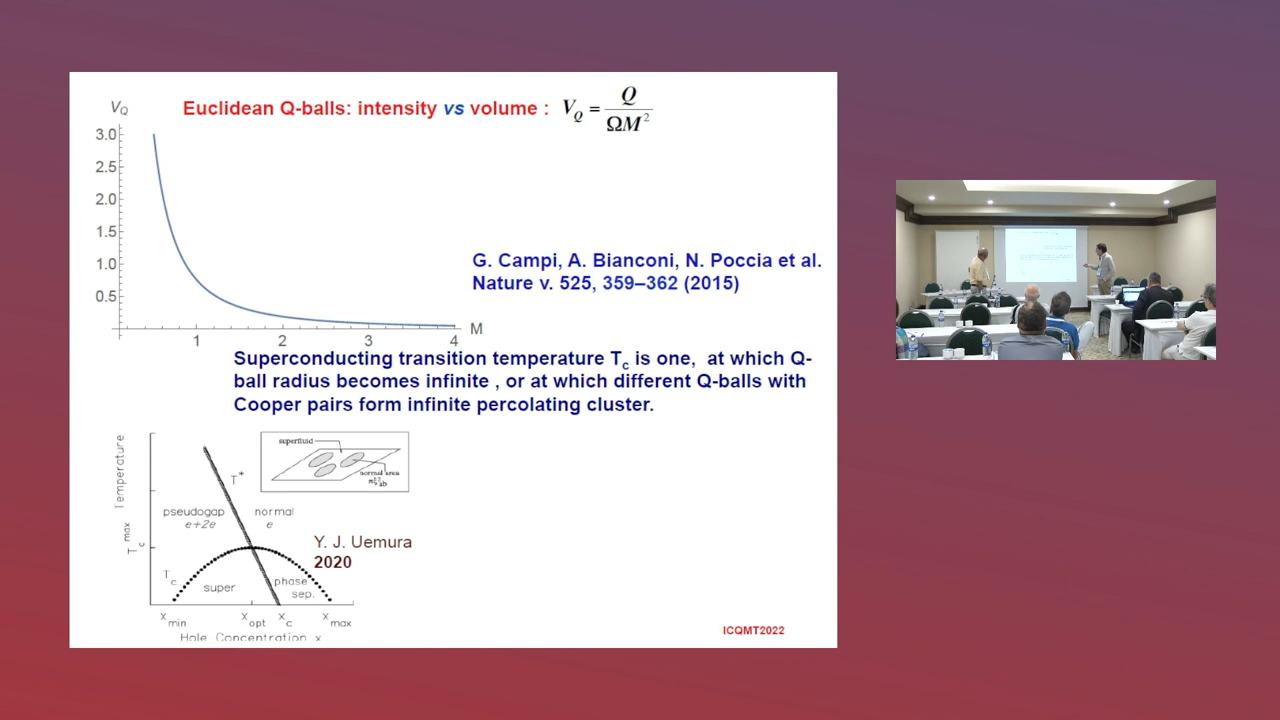 Euclidean Q-balls: intensity vs volume : V_Q = Q / ΩM²
V_Q
3.0
2.5
2.0
1.5
1.0
0.5
1 2 3 4 M
G. Campi, A. Bianconi, N. Poccia et al.
Nature v. 525, 359–362 (2015)
Superconducting transition temperature T_c is one, at which Q-
ball radius becomes infinite , or at which different Q-balls with
Cooper pairs form infinite percolating cluster.
Temperature
T_c^max
superfluid
normal area
T*
pseudogap
e+2e
normal
e
Y. J. Uemura
2020
T_c
super
phase
sep.
x_min x_opt x_c x_max
Hole Concentration x
ICQMT2022